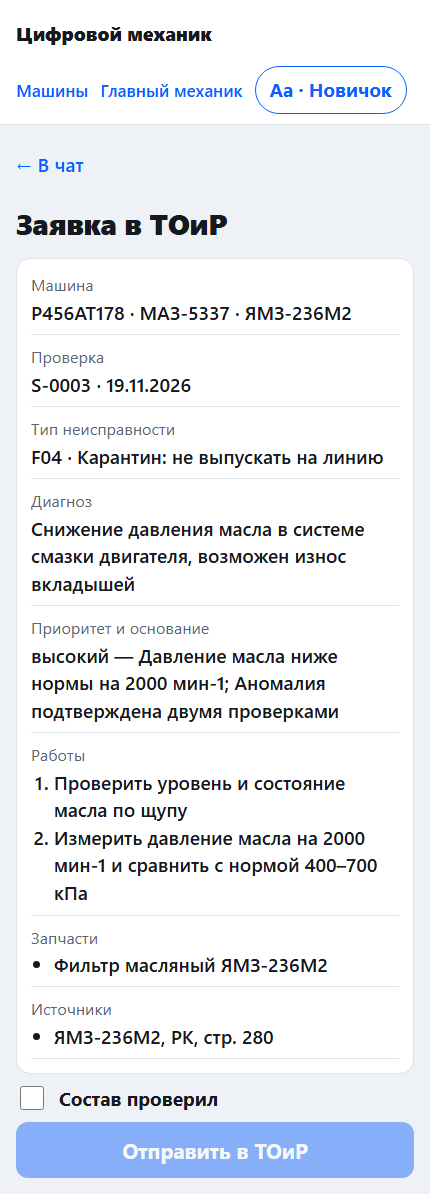 Цифровой механик
Машины Главный механик Аа · Новичок
← В чат
Заявка в ТОиР
Машина
Р456АТ178 · МАЗ-5337 · ЯМЗ-236М2
Проверка
S-0003 · 19.11.2026
Тип неисправности
F04 · Карантин: не выпускать на линию
Диагноз
Снижение давления масла в системе
смазки двигателя, возможен износ
вкладышей
Приоритет и основание
высокий — Давление масла ниже
нормы на 2000 мин-1; Аномалия
подтверждена двумя проверками
Работы
1. Проверить уровень и состояние
масла по щупу
2. Измерить давление масла на 2000
мин-1 и сравнить с нормой 400–700
кПа
Запчасти
• Фильтр масляный ЯМЗ-236М2
Источники
• ЯМЗ-236М2, РК, стр. 280
Состав проверил
Отправить в ТОиР